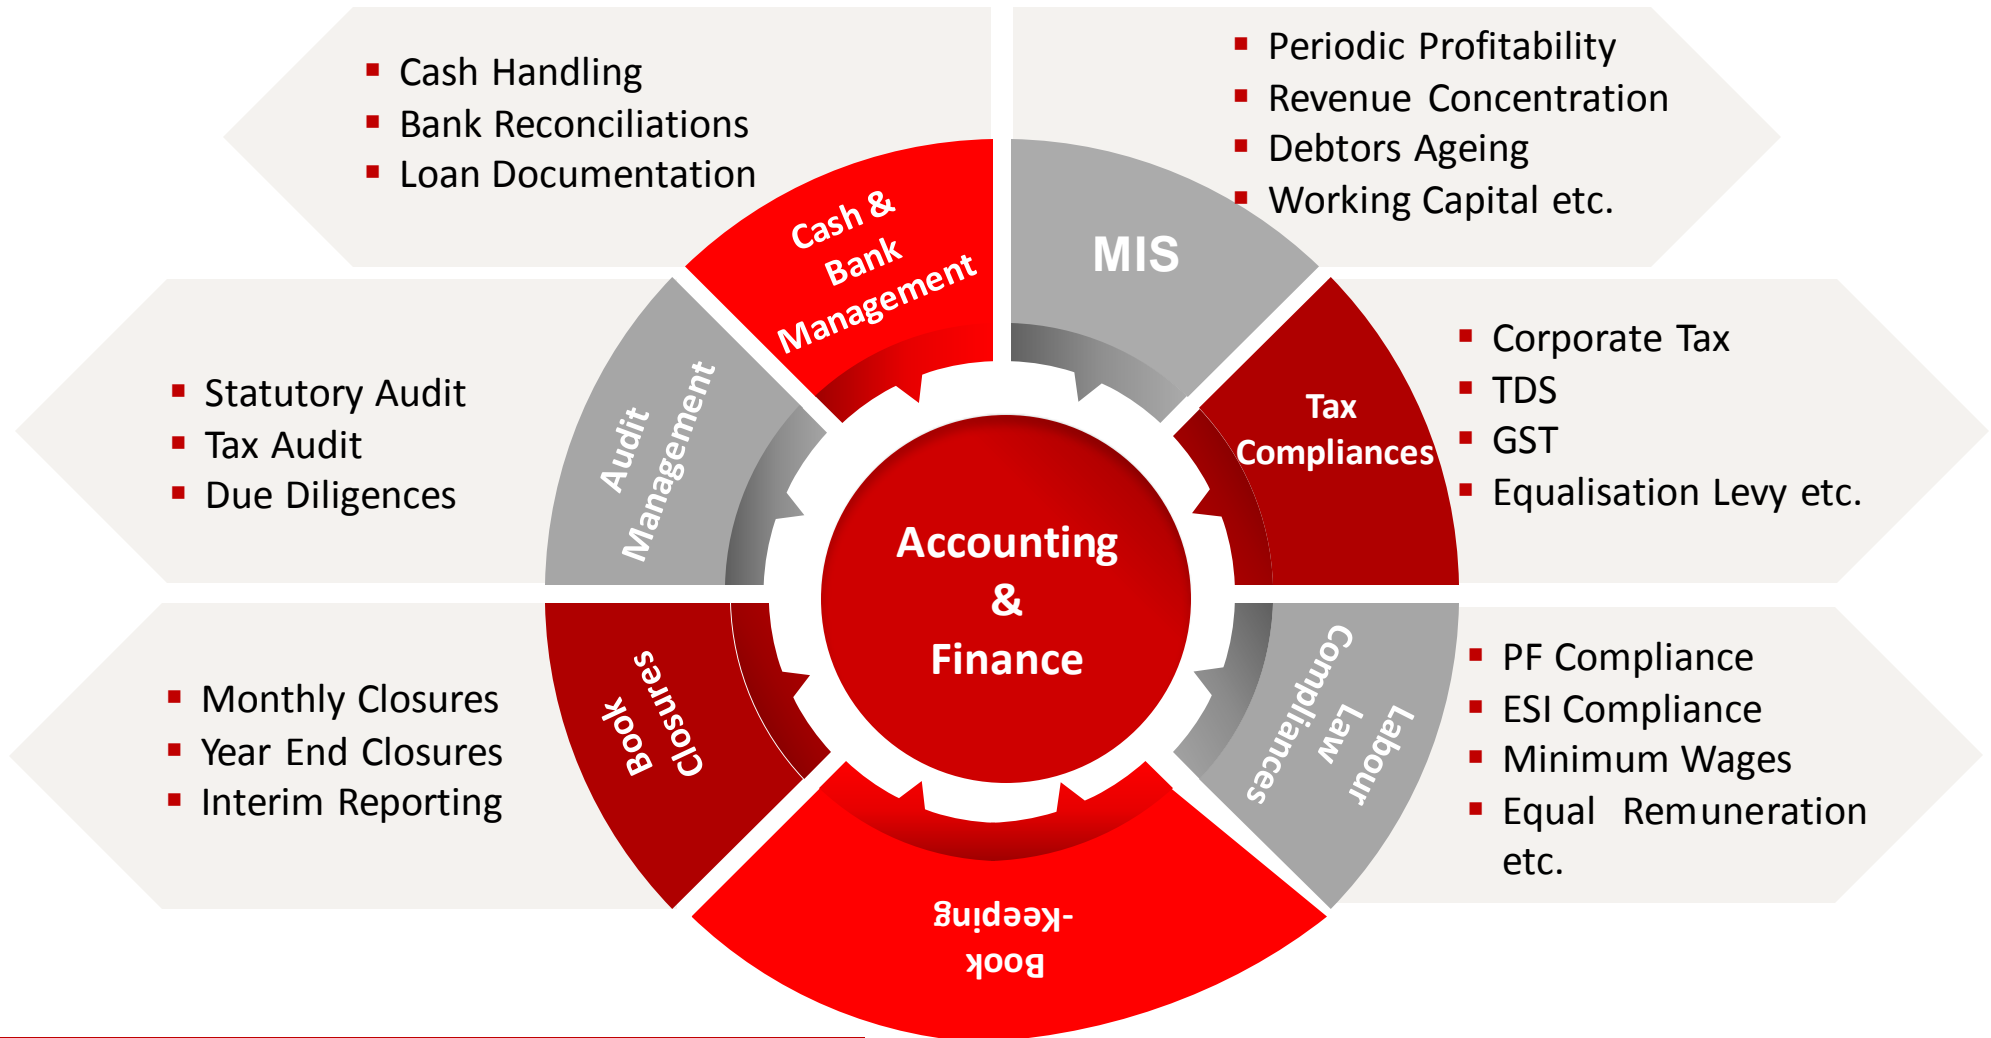 Cash Handling
Bank Reconciliations
Loan Documentation
Periodic Profitability
Revenue Concentration
Debtors Ageing
Working Capital etc.
Cash &
Bank
Management
MIS
Statutory Audit
Tax Audit
Due Diligences
Audit
Management
Tax
Compliances
Corporate Tax
TDS
GST
Equalisation Levy etc.
Accounting
&
Finance
Monthly Closures
Year End Closures
Interim Reporting
Book
Closures
Labour
Law
Compliances
PF Compliance
ESI Compliance
Minimum Wages
Equal Remuneration
etc.
Book
-Keeping